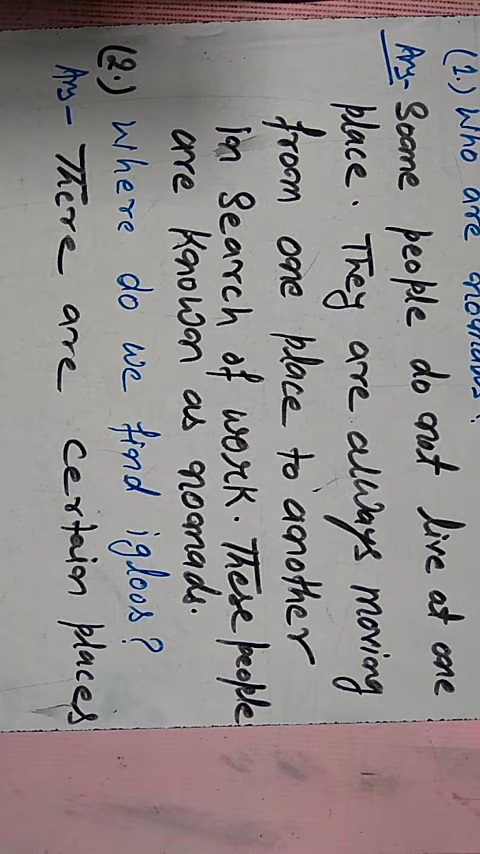 (1.) Who are nomads?
Ans- Some people do not live at one
place. They are always moving
from one place to another
in search of work. These people
are known as nomads.
(2.) Where do we find igloos?
Ans- There are certain places